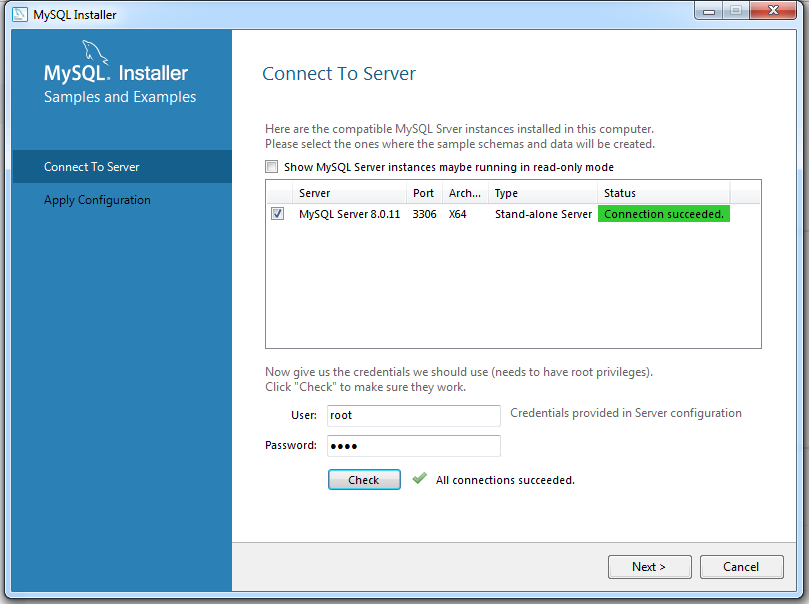 MySQL Installer
MySQL. Installer
Samples and Examples
Connect To Server
Apply Configuration
Connect To Server
Here are the compatible MySQL Srver instances installed in this computer.
Please select the ones where the sample schemas and data will be created.
Show MySQL Server instances maybe running in read-only mode
Server Port Arch... Type Status
MySQL Server 8.0.11 3306 X64 Stand-alone Server Connection succeeded.
Now give us the credentials we should use (needs to have root privileges).
Click "Check" to make sure they work.
User: root Credentials provided in Server configuration
Password: ●●●●
Check All connections succeeded.
Next > Cancel